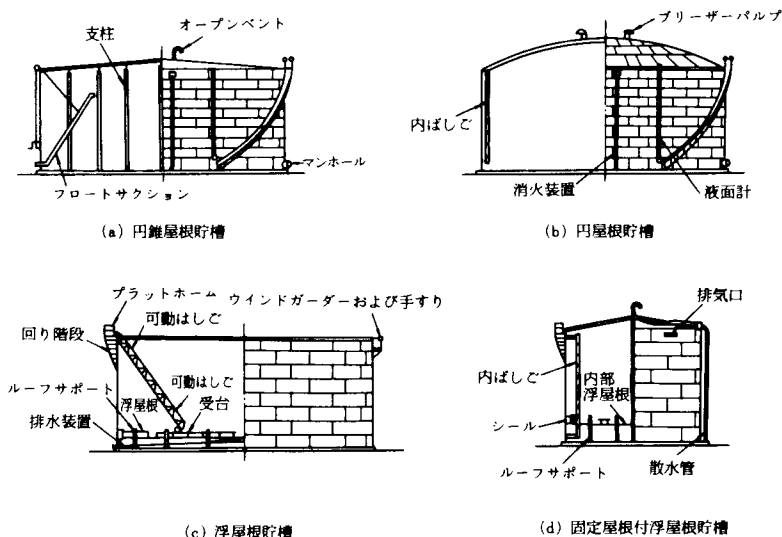 オープンベント
支柱
マンホール
フロートサクション
(a) 円錐屋根貯槽
ブリーザーバルブ
内ばしご
消火装置
液面計
(b) 円屋根貯槽
プラットホーム
ウインドガーダーおよび手すり
回り階段
可動はしご
ルーフサポート
浮屋根
可動はしご
受台
排水装置
(c) 浮屋根貯槽
排気口
内ばしご
内部
浮屋根
シール
ルーフサポート
散水管
(d) 固定屋根付浮屋根貯槽